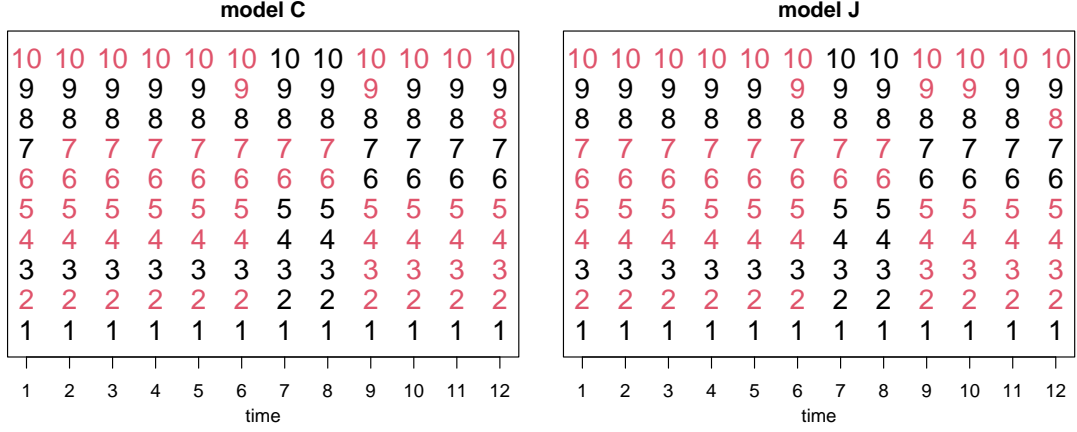 model C
10 10 10 10 10 10 10 10 10 10 10 10
9 9 9 9 9 9 9 9 9 9 9 9
8 8 8 8 8 8 8 8 8 8 8 8
7 7 7 7 7 7 7 7 7 7 7 7
6 6 6 6 6 6 6 6 6 6 6 6
5 5 5 5 5 5 5 5 5 5 5 5
4 4 4 4 4 4 4 4 4 4 4 4
3 3 3 3 3 3 3 3 3 3 3 3
2 2 2 2 2 2 2 2 2 2 2 2
1 1 1 1 1 1 1 1 1 1 1 1
1 2 3 4 5 6 7 8 9 10 11 12
time
model J
10 10 10 10 10 10 10 10 10 10 10 10
9 9 9 9 9 9 9 9 9 9 9 9
8 8 8 8 8 8 8 8 8 8 8 8
7 7 7 7 7 7 7 7 7 7 7 7
6 6 6 6 6 6 6 6 6 6 6 6
5 5 5 5 5 5 5 5 5 5 5 5
4 4 4 4 4 4 4 4 4 4 4 4
3 3 3 3 3 3 3 3 3 3 3 3
2 2 2 2 2 2 2 2 2 2 2 2
1 1 1 1 1 1 1 1 1 1 1 1
1 2 3 4 5 6 7 8 9 10 11 12
time